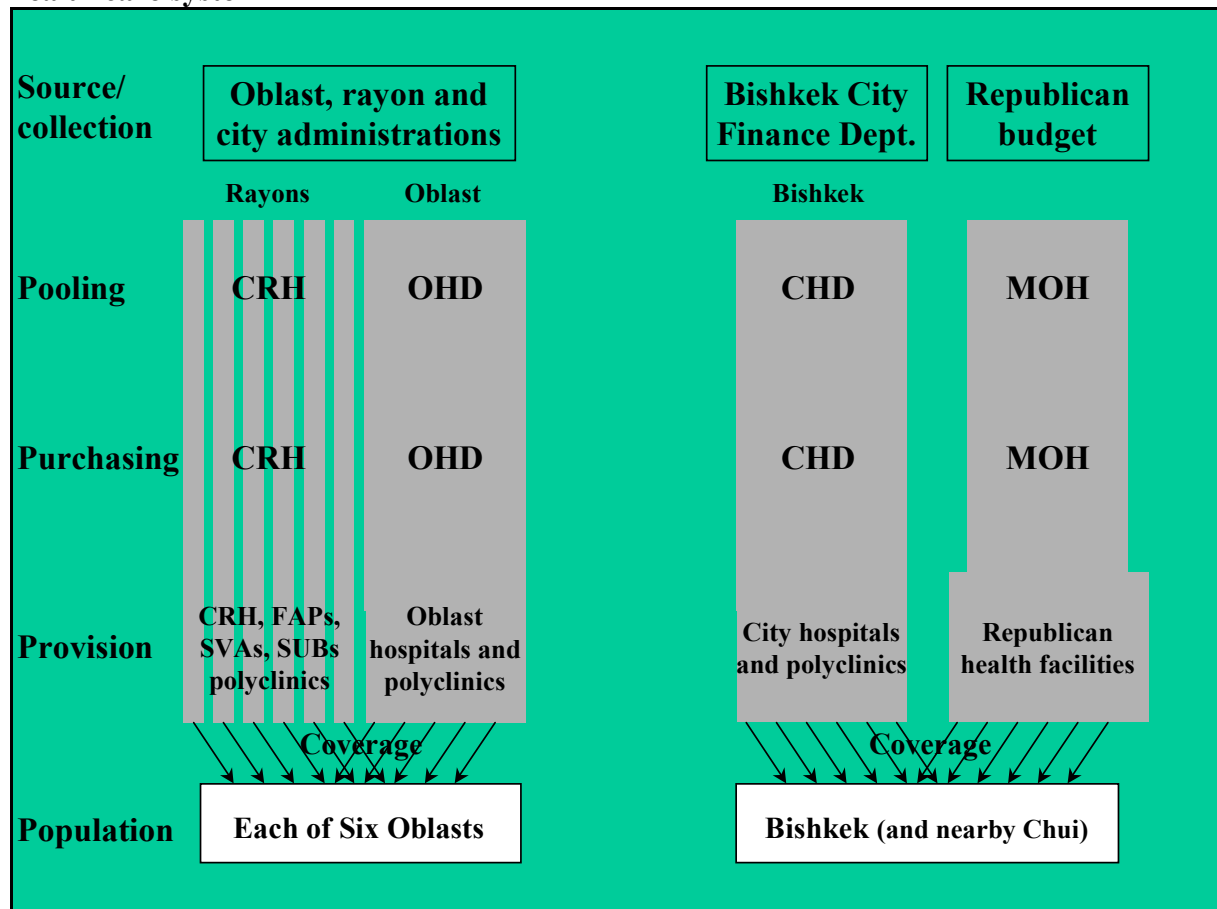 Source/
collection
Oblast, rayon and
city administrations
Bishkek City
Finance Dept.
Republican
budget
Rayons
Oblast
Bishkek
Pooling
CRH
OHD
CHD
MOH
Purchasing
CRH
OHD
CHD
MOH
Provision
CRH, FAPs,
SVAs, SUBs
polyclinics
Oblast
hospitals and
polyclinics
City hospitals
and polyclinics
Republican
health facilities
Coverage
Coverage
Population
Each of Six Oblasts
Bishkek (and nearby Chui)